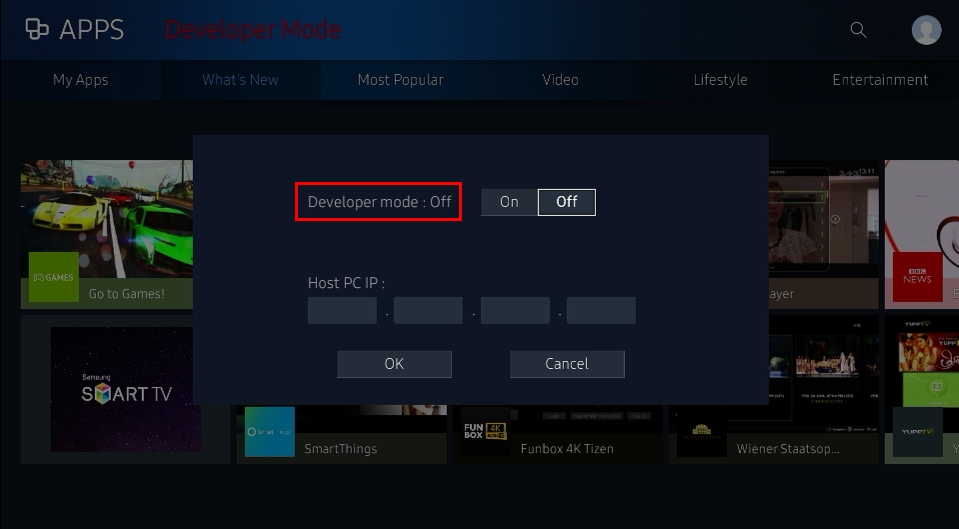 APPS Developer Mode
My Apps What's New Most Popular Video Lifestyle Entertainment
Developer mode : Off On Off
Host PC IP :
. . .
OK Cancel
GAMES
Go to Games!
ayer
BBC
NEWS
Samsung
SMART TV
SmartThings
FUN
BOX 4K
Funbox 4K Tizen
Wiener Staatsop...
YUPPTV
YUPPTV